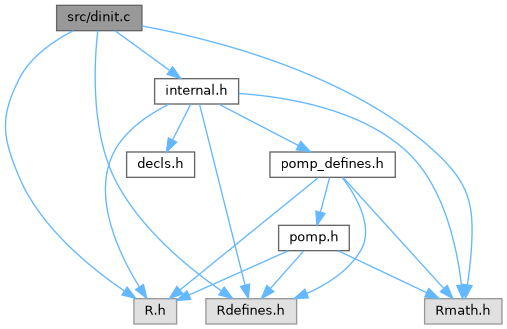 src/dinit.c
internal.h
decls.h
pomp_defines.h
pomp.h
R.h
Rdefines.h
Rmath.h